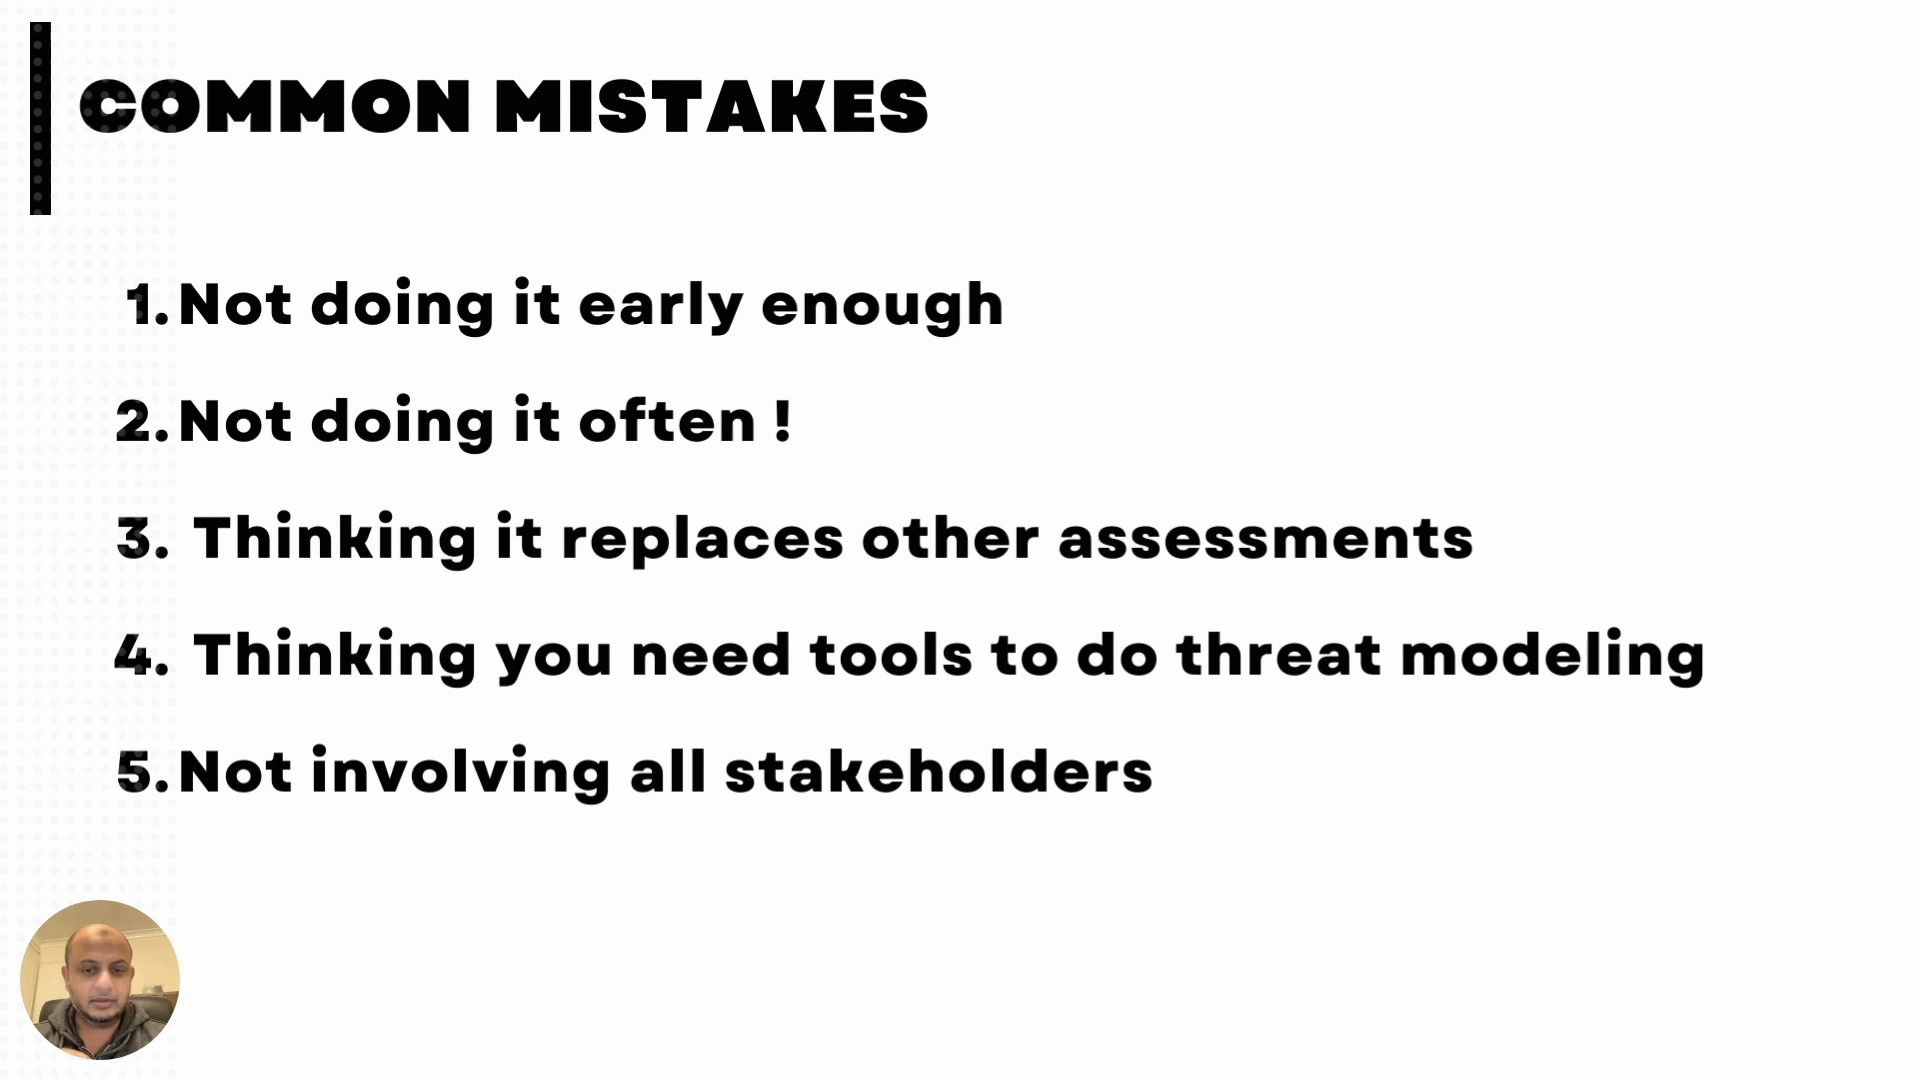 COMMON MISTAKES
1. Not doing it early enough
2. Not doing it often !
3. Thinking it replaces other assessments
4. Thinking you need tools to do threat modeling
5. Not involving all stakeholders